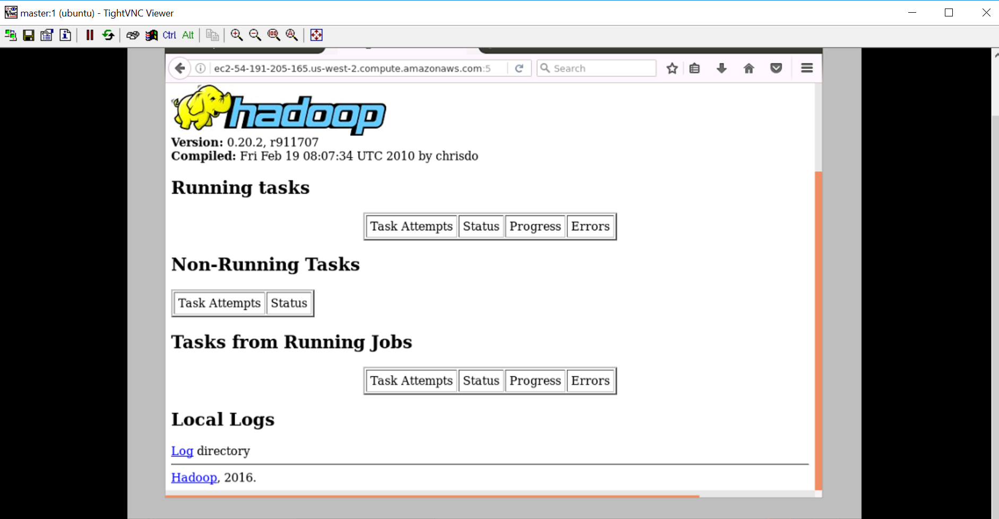 master:1 (ubuntu) - TightVNC Viewer
Ctrl Alt
ec2-54-191-205-165.us-west-2.compute.amazonaws.com:5
Search
hadoop
Version: 0.20.2, r911707
Compiled: Fri Feb 19 08:07:34 UTC 2010 by chrisdo
Running tasks
Task Attempts Status Progress Errors
Non-Running Tasks
Task Attempts Status
Tasks from Running Jobs
Task Attempts Status Progress Errors
Local Logs
Log directory
Hadoop, 2016.